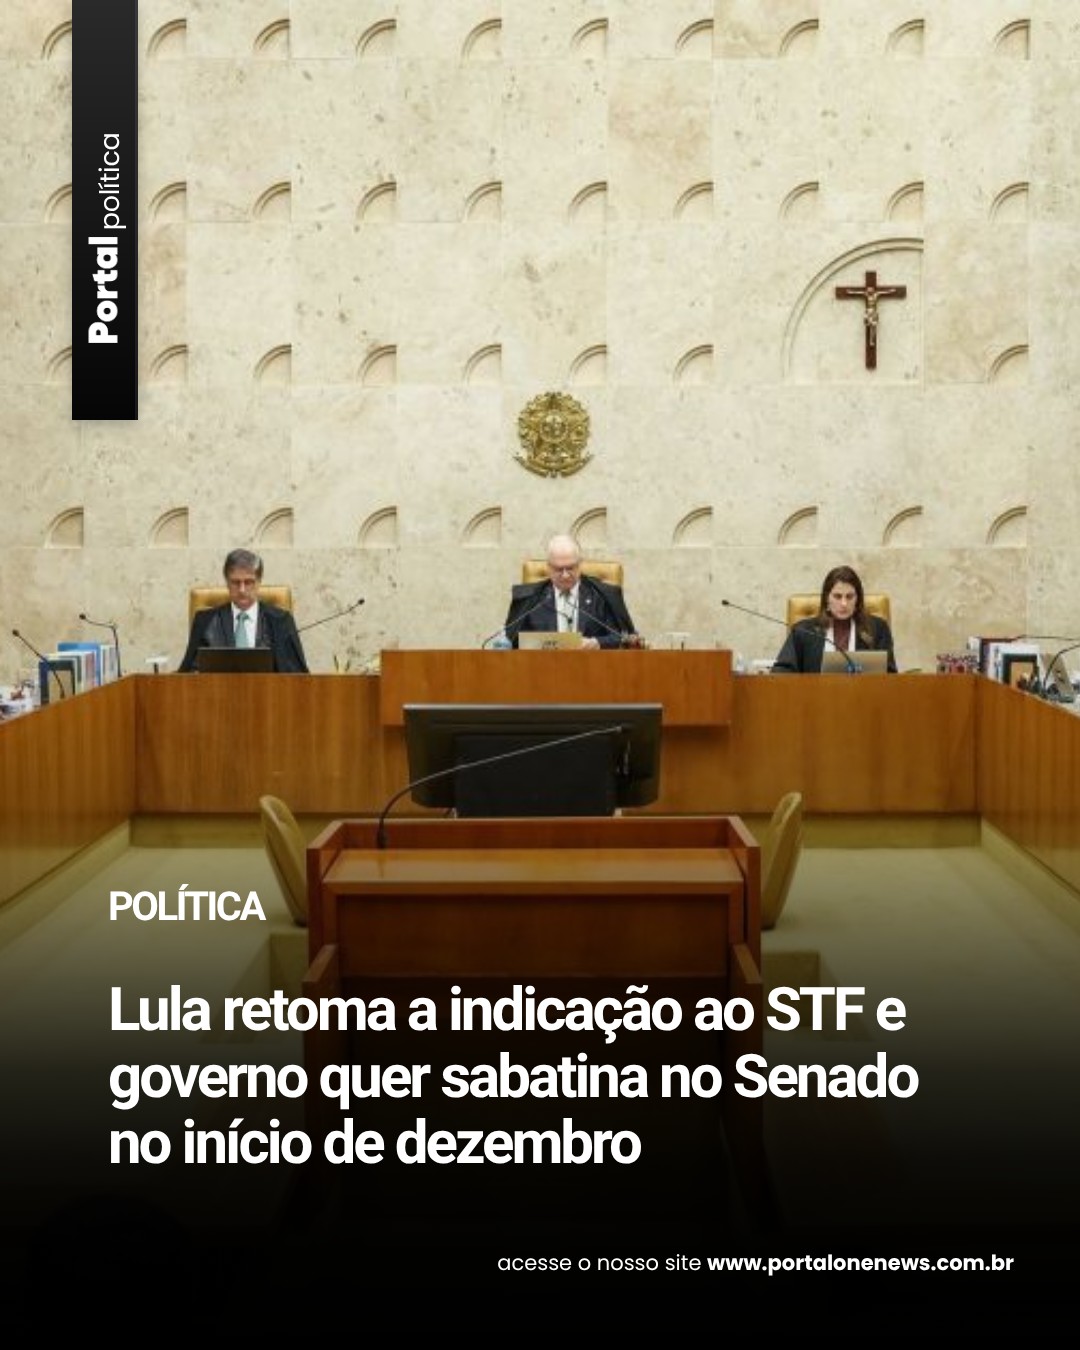 Portal política
POLÍTICA
Lula retoma a indicação ao STF e
governo quer sabatina no Senado
no início de dezembro
acesse o nosso site www.portalonenews.com.br